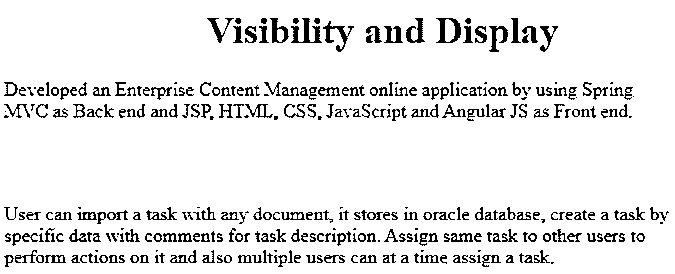 Visibility and Display
Developed an Enterprise Content Management online application by using Spring
MVC as Back end and JSP, HTML, CSS, JavaScript and Angular JS as Front end.
User can import a task with any document, it stores in oracle database, create a task by
specific data with comments for task description. Assign same task to other users to
perform actions on it and also multiple users can at a time assign a task.